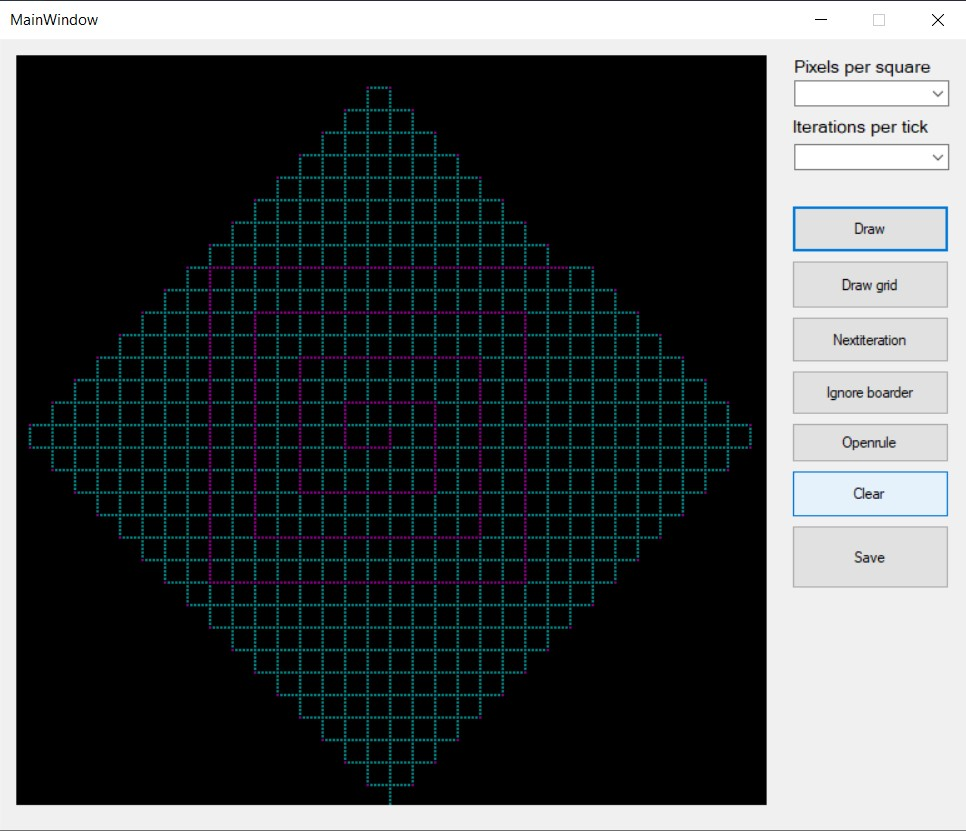 MainWindow
Pixels per square
Iterations per tick
Draw
Draw grid
Nextiteration
Ignore boarder
Openrule
Clear
Save